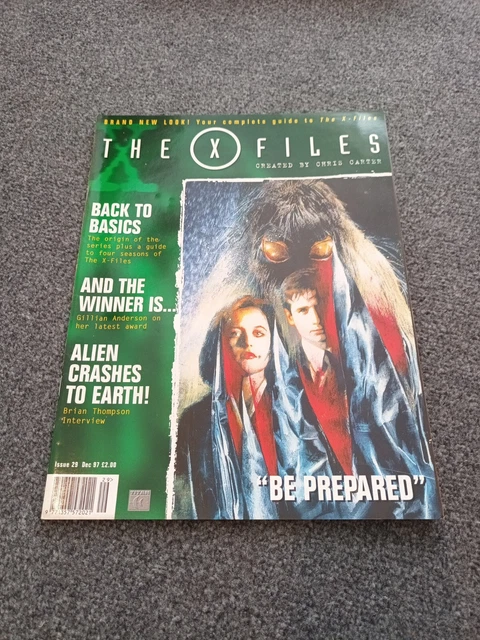 BRAND NEW LOOK! Your complete guide to The X-Files
THE X FILES
CREATED BY CHRIS CARTER
BACK TO
BASICS
The origin of the
series plus a guide
to four seasons of
The X-Files
AND THE
WINNER IS...
Gillian Anderson on
her latest award
ALIEN
CRASHES
TO EARTH!
Brian Thompson
Interview
Issue 29 Dec 97 £2.00
"BE PREPARED"